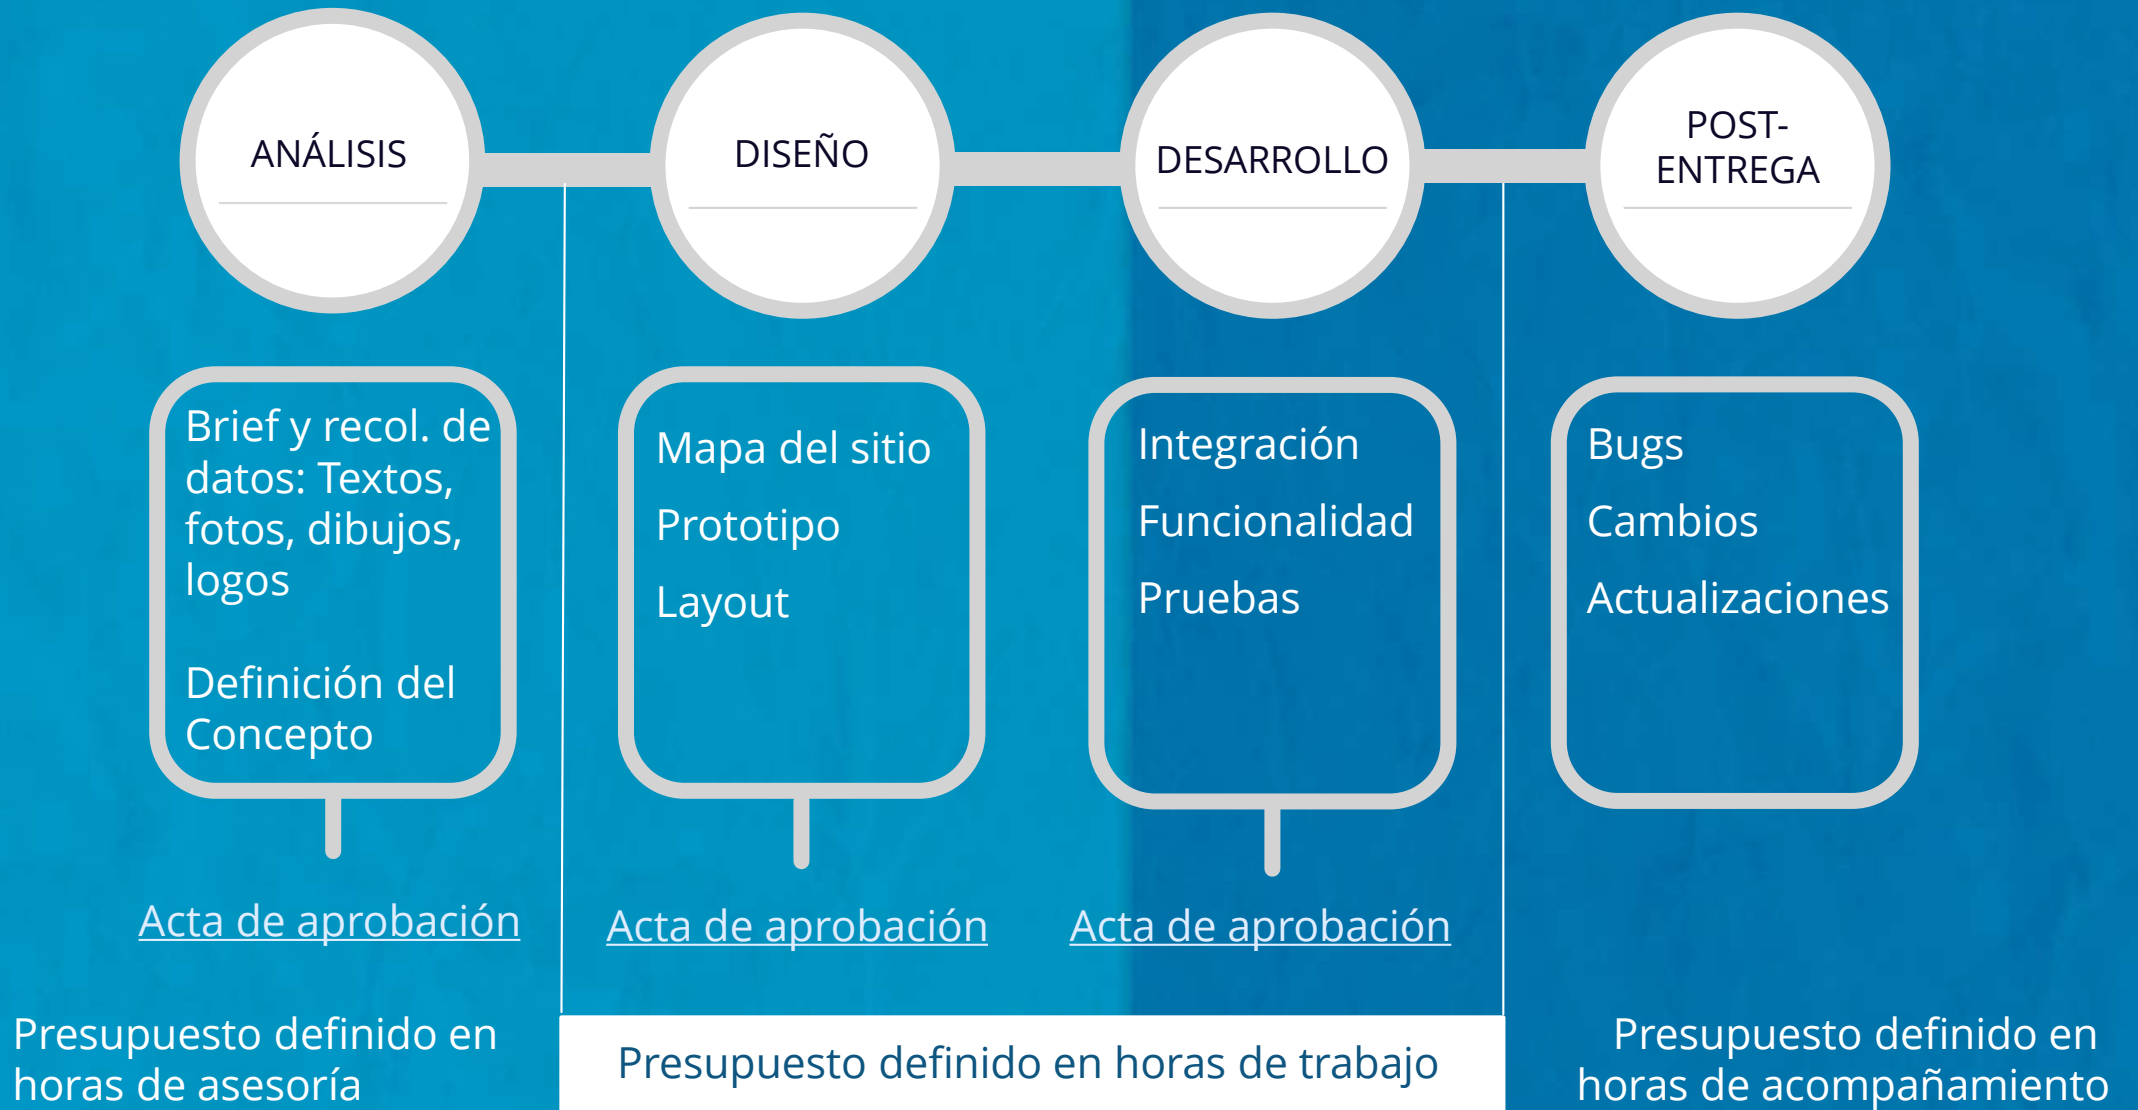 ANÁLISIS
DISEÑO
DESARROLLO
POST-
ENTREGA
Brief y recol. de
datos: Textos,
fotos, dibujos,
logos
Definición del
Concepto
Mapa del sitio
Prototipo
Layout
Integración
Funcionalidad
Pruebas
Bugs
Cambios
Actualizaciones
Acta de aprobación
Acta de aprobación
Acta de aprobación
Presupuesto definido en
horas de asesoría
Presupuesto definido en horas de trabajo
Presupuesto definido en
horas de acompañamiento